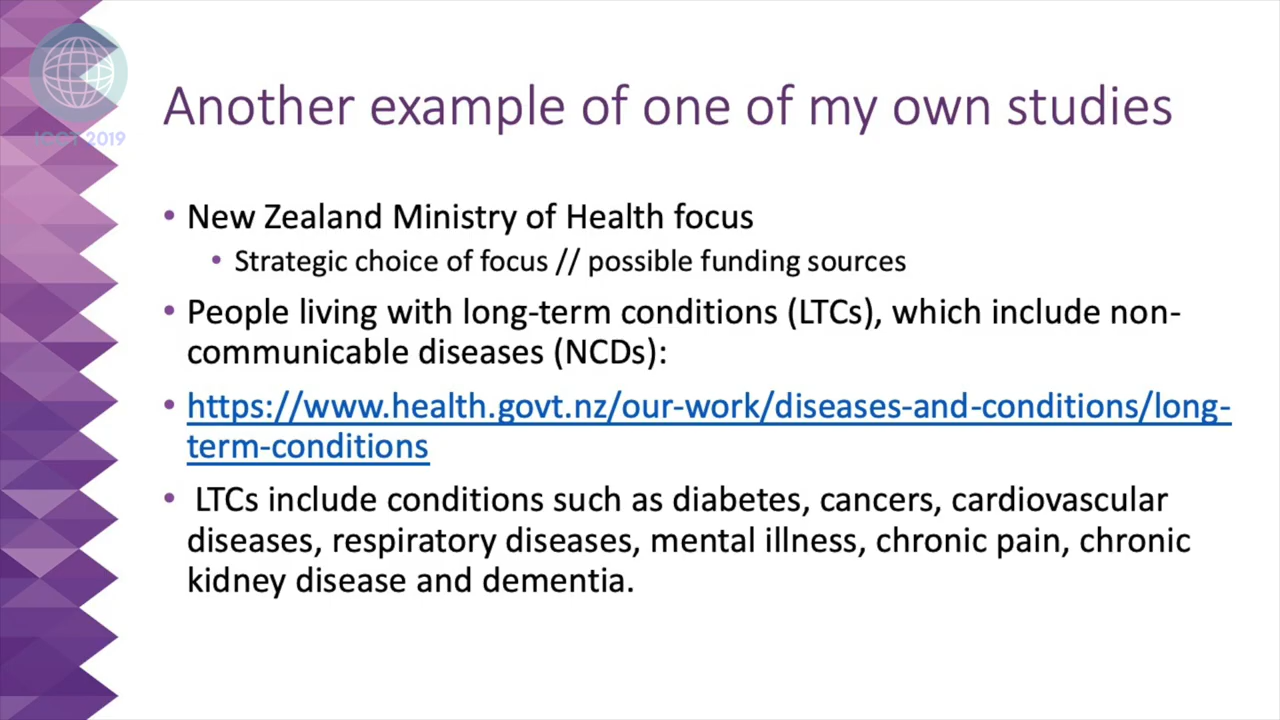 Another example of one of my own studies
• New Zealand Ministry of Health focus
• Strategic choice of focus // possible funding sources
• People living with long-term conditions (LTCs), which include non-
communicable diseases (NCDs):
• https://www.health.govt.nz/our-work/diseases-and-conditions/long-
term-conditions
• LTCs include conditions such as diabetes, cancers, cardiovascular
diseases, respiratory diseases, mental illness, chronic pain, chronic
kidney disease and dementia.
2019